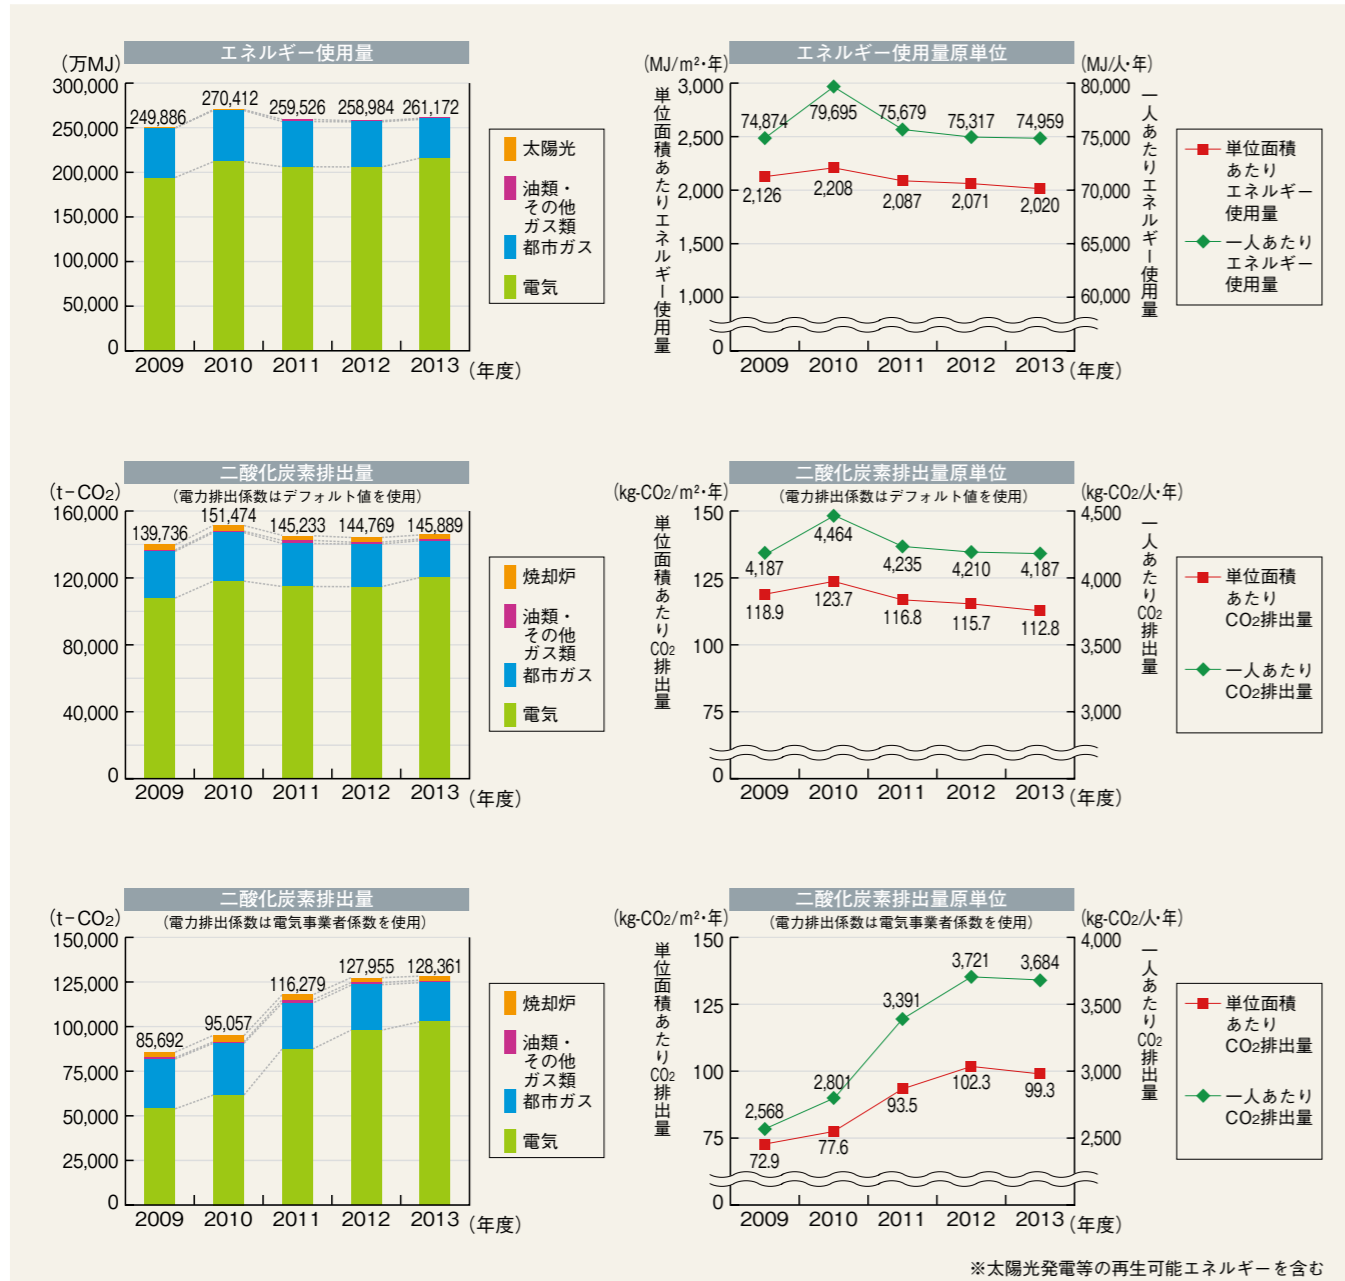 エネルギー使用量
(万MJ)
300,000
250,000
200,000
150,000
100,000
50,000
0
249,886
270,412
259,526
258,984
261,172
2009
2010
2011
2012
2013
(年度)
太陽光
油類・
その他
ガス類
都市ガス
電気
エネルギー使用量原単位
(MJ/m²・年)
(MJ/人・年)
単位面積あたりエネルギー使用量
3,000
2,500
2,000
1,500
1,000
0
74,874
79,695
75,679
75,317
74,959
2,126
2,208
2,087
2,071
2,020
80,000
75,000
70,000
65,000
60,000
一人あたりエネルギー使用量
2009
2010
2011
2012
2013
(年度)
単位面積
あたり
エネルギー
使用量
一人あたり
エネルギー
使用量
二酸化炭素排出量
(電力排出係数はデフォルト値を使用)
(t-CO2)
160,000
120,000
80,000
40,000
0
139,736
151,474
145,233
144,769
145,889
2009
2010
2011
2012
2013
(年度)
焼却炉
油類・
その他
ガス類
都市ガス
電気
二酸化炭素排出量原単位
(電力排出係数はデフォルト値を使用)
(kg-CO2/m²・年)
(kg-CO2/人・年)
単位面積あたりCO2排出量
150
125
100
75
0
4,187
4,464
4,235
4,210
4,187
118.9
123.7
116.8
115.7
112.8
4,500
4,000
3,500
3,000
一人あたりCO2排出量
2009
2010
2011
2012
2013
(年度)
単位面積
あたり
CO2排出量
一人あたり
CO2排出量
二酸化炭素排出量
(電力排出係数は電気事業者係数を使用)
(t-CO2)
150,000
125,000
100,000
75,000
50,000
25,000
0
85,692
95,057
116,279
127,955
128,361
2009
2010
2011
2012
2013
(年度)
焼却炉
油類・
その他
ガス類
都市ガス
電気
二酸化炭素排出量原単位
(電力排出係数は電気事業者係数を使用)
(kg-CO2/m²・年)
(kg-CO2/人・年)
単位面積あたりCO2排出量
150
125
100
75
0
2,568
2,801
3,391
3,721
3,684
72.9
77.6
93.5
102.3
99.3
4,000
3,500
3,000
2,500
一人あたりCO2排出量
2009
2010
2011
2012
2013
(年度)
単位面積
あたり
CO2排出量
一人あたり
CO2排出量
※太陽光発電等の再生可能エネルギーを含む